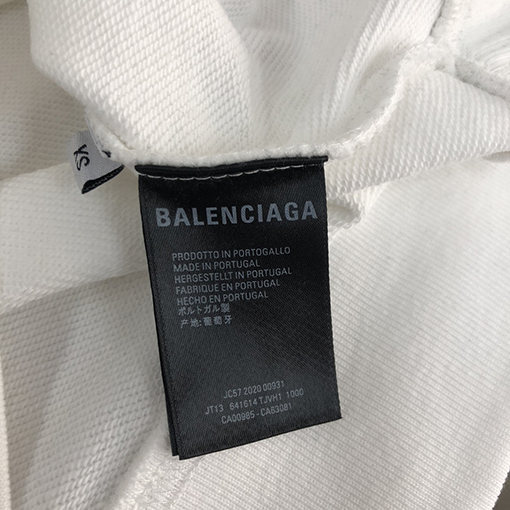 XS
BALENCIAGA
PRODOTTO IN PORTOGALLO
MADE IN PORTUGAL
HERGESTELLT IN PORTUGAL
FABRIQUE EN PORTUGAL
HECHO EN PORTUGAL
ポルトガル製
产地:葡萄牙
JC57 2020 00931
JT13 641614 TJVH1 1000
CA00985 - CA83081